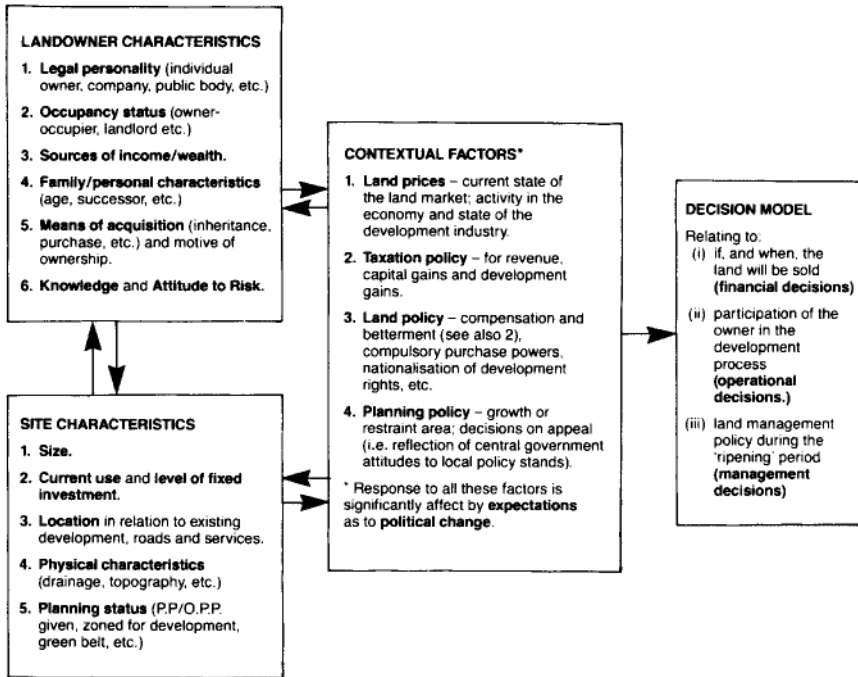 LANDOWNER CHARACTERISTICS
1. Legal personality (individual
owner, company, public body, etc.)
2. Occupancy status (owner-
occupier, landlord etc.)
3. Sources of income/wealth.
4. Family/personal characteristics
(age, successor, etc.)
5. Means of acquisition (inheritance,
purchase, etc.) and motive of
ownership.
6. Knowledge and Attitude to Risk.
SITE CHARACTERISTICS
1. Size.
2. Current use and level of fixed
investment.
3. Location in relation to existing
development, roads and services.
4. Physical characteristics
(drainage, topography, etc.)
5. Planning status (P.P/O.P.P.
given, zoned for development,
green belt, etc.)
CONTEXTUAL FACTORS*
1. Land prices – current state of
the land market; activity in the
economy and state of the
development industry.
2. Taxation policy – for revenue,
capital gains and development
gains.
3. Land policy – compensation and
betterment (see also 2),
compulsory purchase powers,
nationalisation of development
rights, etc.
4. Planning policy – growth or
restraint area; decisions on appeal
(i.e. reflection of central government
attitudes to local policy stands).
* Response to all these factors is
significantly affect by expectations
as to political change.
DECISION MODEL
Relating to:
(i) if, and when, the
land will be sold
(financial decisions)
(ii) participation of the
owner in the
development
process
(operational
decisions.)
(iii) land management
policy during the
'ripening' period
(management
decisions)